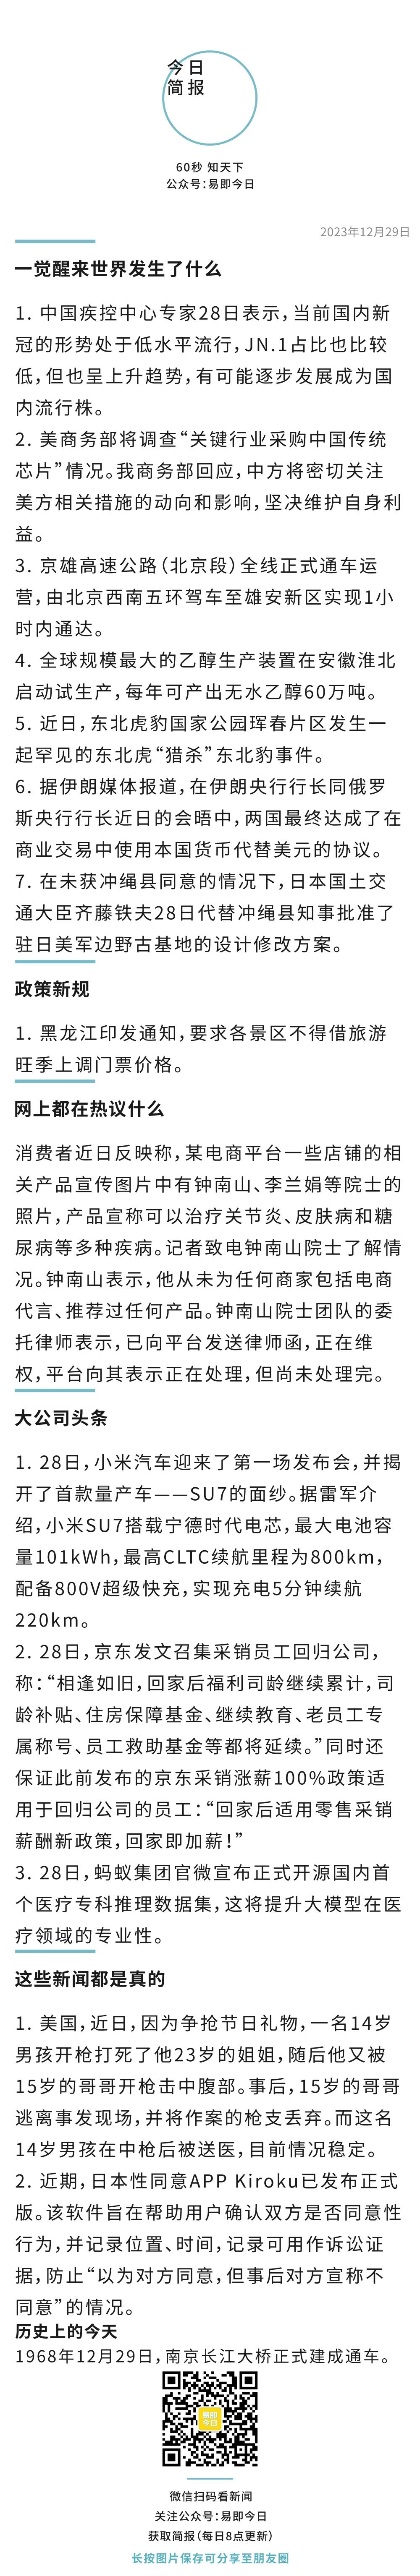 今日
简报
60秒 知天下
公众号：易即今日
2023年12月29日
一觉醒来世界发生了什么
1. 中国疾控中心专家28日表示，当前国内新
冠的形势处于低水平流行，JN.1占比也比较
低，但也呈上升趋势，有可能逐步发展成为国
内流行株。
2. 美商务部将调查“关键行业采购中国传统
芯片”情况。我商务部回应，中方将密切关注
美方相关措施的动向和影响，坚决维护自身利
益。
3. 京雄高速公路（北京段）全线正式通车运
营，由北京西南五环驾车至雄安新区实现1小
时内通达。
4. 全球规模最大的乙醇生产装置在安徽淮北
启动试生产，每年可产出无水乙醇60万吨。
5. 近日，东北虎豹国家公园珲春片区发生一
起罕见的东北虎“猎杀”东北豹事件。
6. 据伊朗媒体报道，在伊朗央行行长同俄罗
斯央行行长近日的会晤中，两国最终达成了在
商业交易中使用本国货币代替美元的协议。
7. 在未获冲绳县同意的情况下，日本国土交
通大臣齐藤铁夫28日代替冲绳县知事批准了
驻日美军边野古基地的设计修改方案。
政策新规
1. 黑龙江印发通知，要求各景区不得借旅游
旺季上调门票价格。
网上都在热议什么
消费者近日反映称，某电商平台一些店铺的相
关产品宣传图片中有钟南山、李兰娟等院士的
照片，产品宣称可以治疗关节炎、皮肤病和糖
尿病等多种疾病。记者致电钟南山院士了解情
况。钟南山表示，他从未为任何商家包括电商
代言、推荐过任何产品。钟南山院士团队的委
托律师表示，已向平台发送律师函，正在维
权，平台向其表示正在处理，但尚未处理完。
大公司头条
1. 28日，小米汽车迎来了第一场发布会，并揭
开了首款量产车——SU7的面纱。据雷军介
绍，小米SU7搭载宁德时代电芯，最大电池容
量101kWh，最高CLTC续航里程为800km，
配备800V超级快充，实现充电5分钟续航
220km。
2. 28日，京东发文召集采销员工回归公司，
称：“相逢如旧，回家后福利司龄继续累计，司
龄补贴、住房保障基金、继续教育、老员工专
属称号、员工救助基金等都将延续。”同时还
保证此前发布的京东采销涨薪100%政策适
用于回归公司的员工：“回家后适用零售采销
薪酬新政策，回家即加薪！”
3. 28日，蚂蚁集团官微宣布正式开源国内首
个医疗专科推理数据集，这将提升大模型在医
疗领域的专业性。
这些新闻都是真的
1. 美国，近日，因为争抢节日礼物，一名14岁
男孩开枪打死了他23岁的姐姐，随后他又被
15岁的哥哥开枪击中腹部。事后，15岁的哥哥
逃离事发现场，并将作案的枪支丢弃。而这名
14岁男孩在中枪后被送医，目前情况稳定。
2. 近期，日本性同意APP Kiroku已发布正式
版。该软件旨在帮助用户确认双方是否同意性
行为，并记录位置、时间，记录可用作诉讼证
据，防止“以为对方同意，但事后对方宣称不
同意”的情况。
历史上的今天
1968年12月29日，南京长江大桥正式建成通车。
易即
今日
微信扫码看新闻
关注公众号：易即今日
获取简报（每日8点更新）
长按图片保存可分享至朋友圈